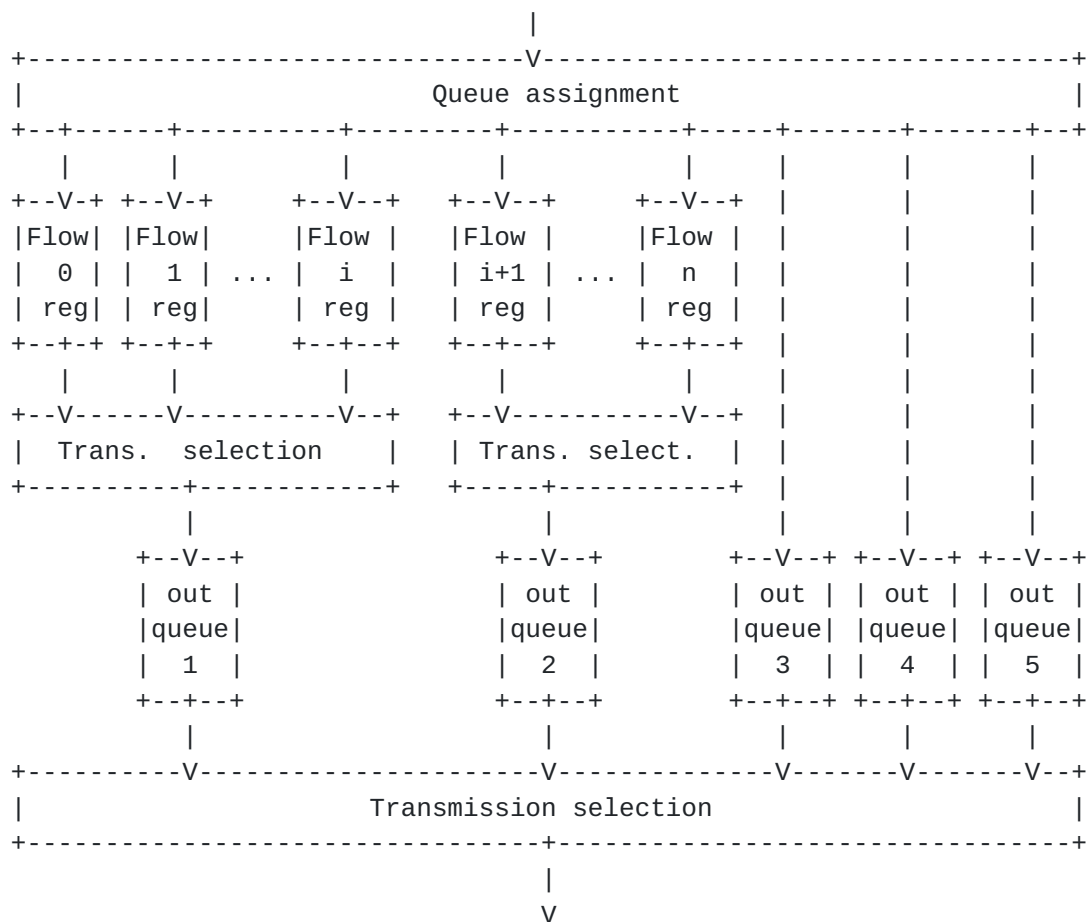 Queue assignment
Flow Flow Flow Flow Flow
0 1 ... i i+1 ... n
reg reg reg reg reg
Trans. selection Trans. select.
out out out out out
queue queue queue queue queue
1 2 3 4 5
Transmission selection